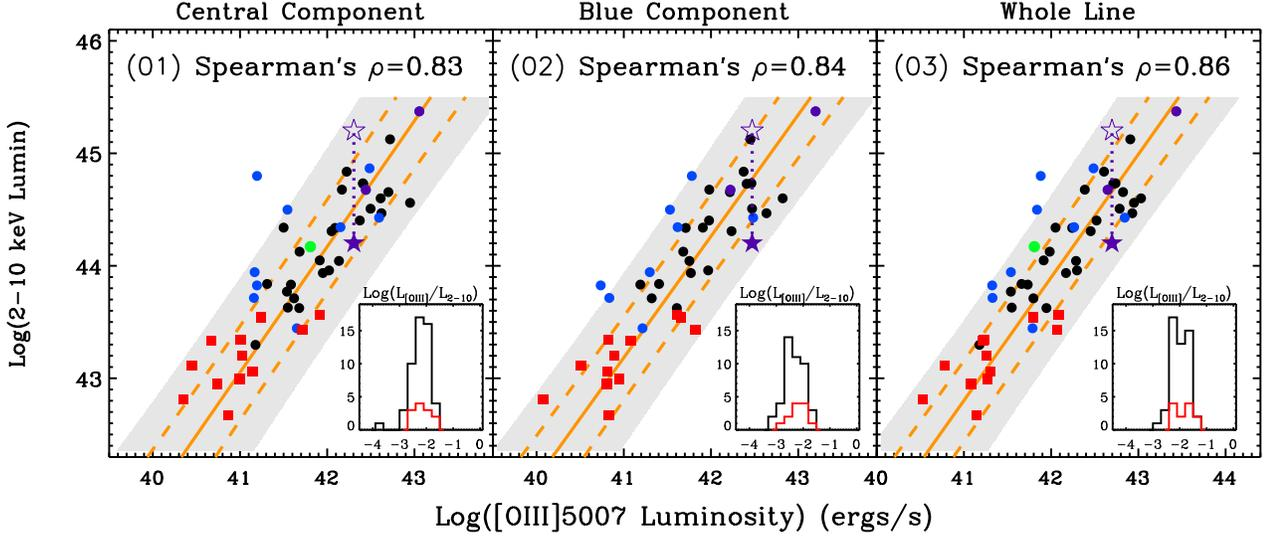 Central Component Blue Component Whole Line
46
(01) Spearman's ρ=0.83 (02) Spearman's ρ=0.84 (03) Spearman's ρ=0.86
45
Log(2-10 keV Lumin)
44
Log(L[OIII]/L2-10) Log(L[OIII]/L2-10) Log(L[OIII]/L2-10)
15 15 15
10 10 10
43
5 5 5
0 0 0
-4 -3 -2 -1 0 -4 -3 -2 -1 0 -4 -3 -2 -1 0
40 41 42 43 40 41 42 43 40 41 42 43 44
Log([OIII]5007 Luminosity) (ergs/s)